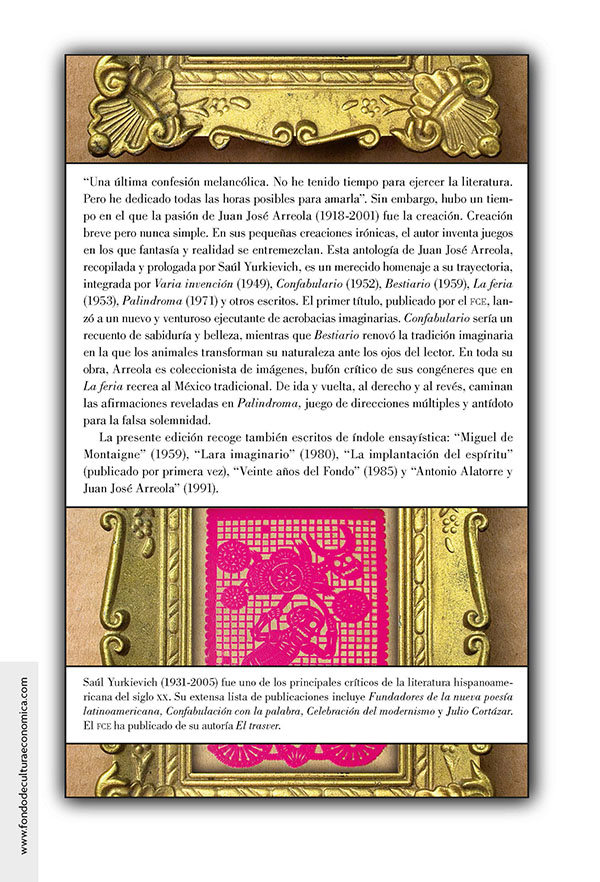 “Una última confesión melancólica. No he tenido tiempo para ejercer la literatura.
Pero he dedicado todas las horas posibles para amarla”. Sin embargo, hubo un tiem-
po en el que la pasión de Juan José Arreola (1918-2001) fue la creación. Creación
breve pero nunca simple. En sus pequeñas creaciones irónicas, el autor inventa juegos
en los que fantasía y realidad se entremezclan. Esta antología de Juan José Arreola,
recopilada y prologada por Saúl Yurkievich, es un merecido homenaje a su trayectoria,
integrada por Varia invención (1949), Confabulario (1952), Bestiario (1959), La feria
(1953), Palindroma (1971) y otros escritos. El primer título, publicado por el FCE, lan-
zó a un nuevo y venturoso ejecutante de acrobacias imaginarias. Confabulario sería un
recuento de sabiduría y belleza, mientras que Bestiario renovó la tradición imaginaria
en la que los animales transforman su naturaleza ante los ojos del lector. En toda su
obra, Arreola es coleccionista de imágenes, bufón crítico de sus congéneres que en
La feria recrea al México tradicional. De ida y vuelta, al derecho y al revés, caminan
las afirmaciones reveladas en Palindroma, juego de direcciones múltiples y antídoto
para la falsa solemnidad.
La presente edición recoge también escritos de índole ensayística: “Miguel de
Montaigne” (1959), “Lara imaginario” (1980), “La implantación del espíritu”
(publicado por primera vez), “Veinte años del Fondo” (1985) y “Antonio Alatorre y
Juan José Arreola” (1991).
Saúl Yurkievich (1931-2005) fue uno de los principales críticos de la literatura hispanoame-
ricana del siglo XX. Su extensa lista de publicaciones incluye Fundadores de la nueva poesía
latinoamericana, Confabulación con la palabra, Celebración del modernismo y Julio Cortázar.
El FCE ha publicado de su autoría El trasver.
www.fondodeculturaeconomica.com